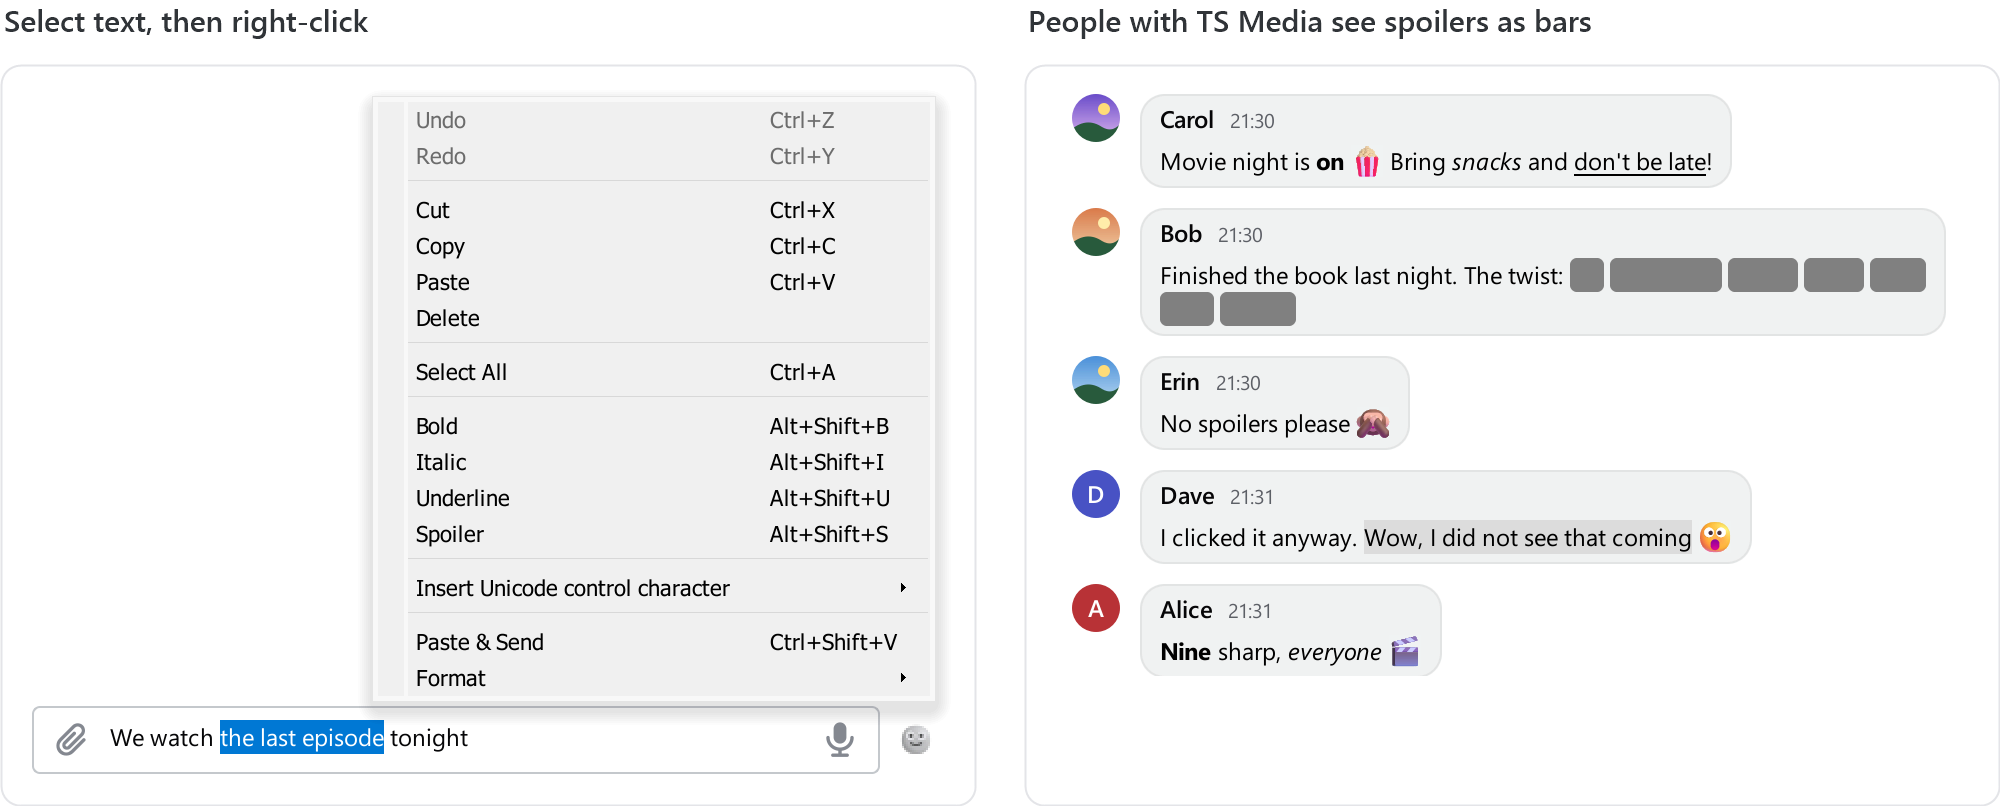 Select text, then right-click
Undo Ctrl+Z
Redo Ctrl+Y
Cut Ctrl+X
Copy Ctrl+C
Paste Ctrl+V
Delete
Select All Ctrl+A
Bold Alt+Shift+B
Italic Alt+Shift+I
Underline Alt+Shift+U
Spoiler Alt+Shift+S
Insert Unicode control character
Paste & Send Ctrl+Shift+V
Format
We watch the last episode tonight
People with TS Media see spoilers as bars
Carol 21:30
Movie night is on 🍿 Bring snacks and don't be late!
Bob 21:30
Finished the book last night. The twist:
Erin 21:30
No spoilers please 🙈
D
Dave 21:31
I clicked it anyway. Wow, I did not see that coming 😲
A
Alice 21:31
Nine sharp, everyone 🎬